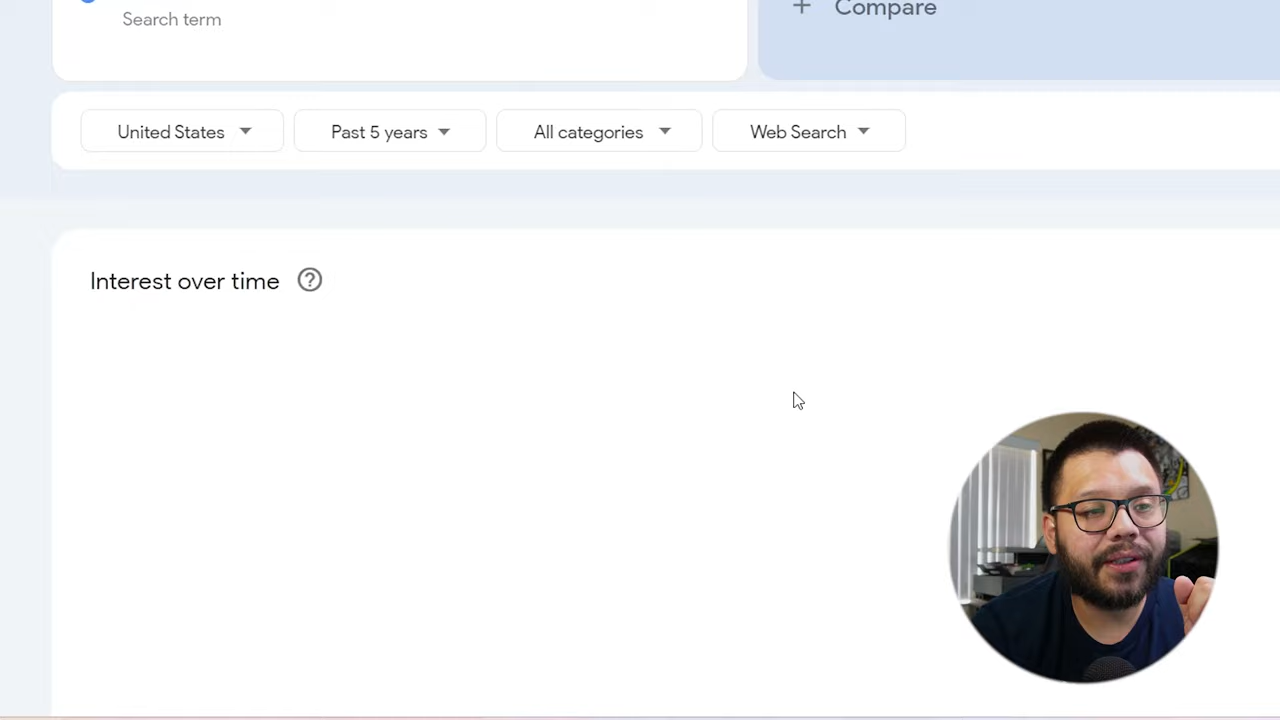 Search term
+ Compare
United States
Past 5 years
All categories
Web Search
Interest over time